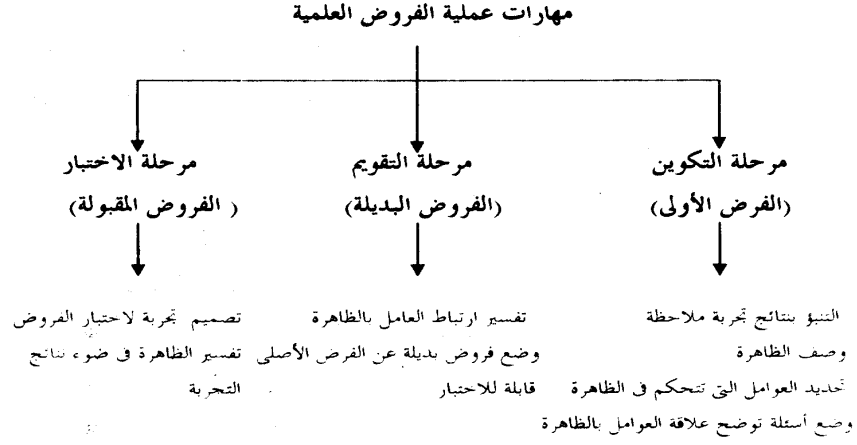 مهارات عملية الفروض العلمية
مرحلة التكوين
(الفرض الأولى)
التنبؤ بنتائج تجربة ملاحظة
وصف الظاهرة
تحديد العوامل التى تتحكم فى الظاهرة
وضع أسئلة توضح علاقة العوامل بالظاهرة
مرحلة التقويم
(الفروض البديلة)
تفسير ارتباط العامل بالظاهرة
وضع فروض بديلة عن الفرض الأصلى
قابلة للاختبار
مرحلة الاختبار
(الفروض المقبولة)
تصميم تجربة لاختبار الفروض
تفسير الظاهرة فى ضوء نتائج
التجربة